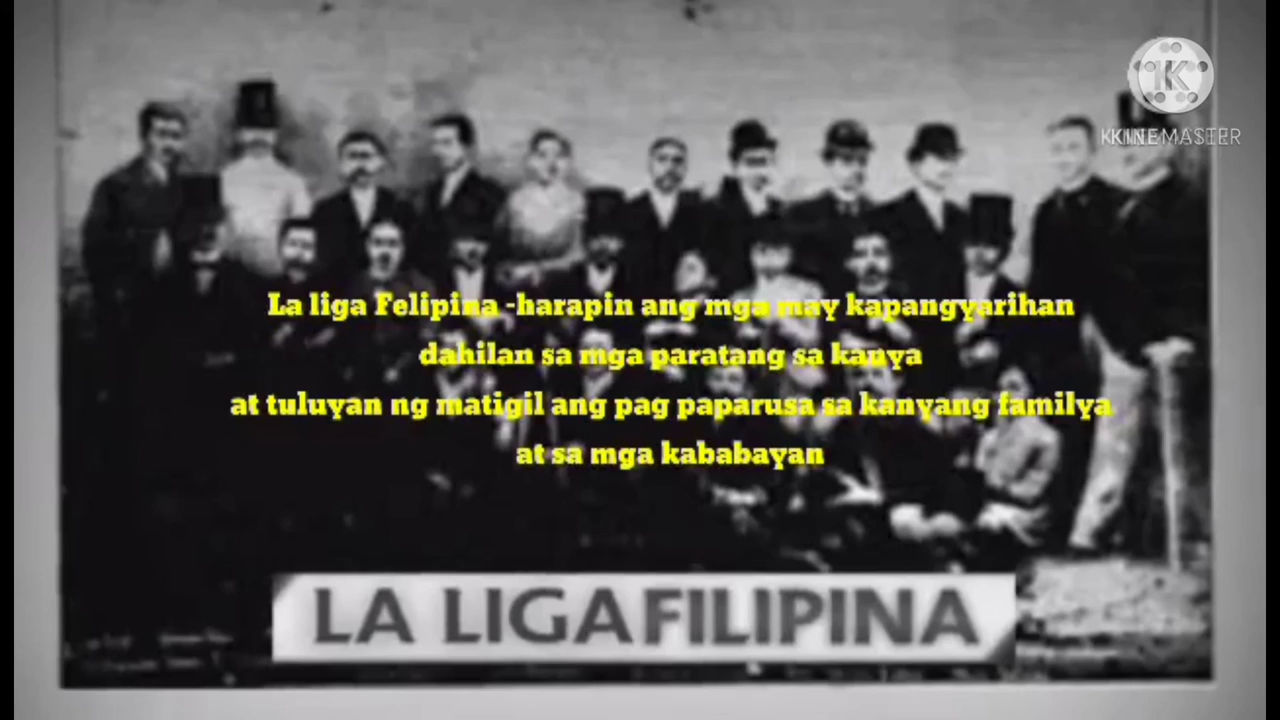 KINEMASTER
La liga Felipina -harapin ang mga may kapangyarihan
dahilan sa mga paratang sa kanya
at tuluyan ng matigil ang pag paparusa sa kanyang familya
at sa mga kababayan
LA LIGA FILIPINA